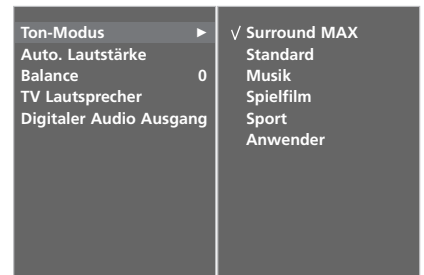 Ton-Modus ►
Auto. Lautstärke
Balance 0
TV Lautsprecher
Digitaler Audio Ausgang
√ Surround MAX
Standard
Musik
Spielfilm
Sport
Anwender